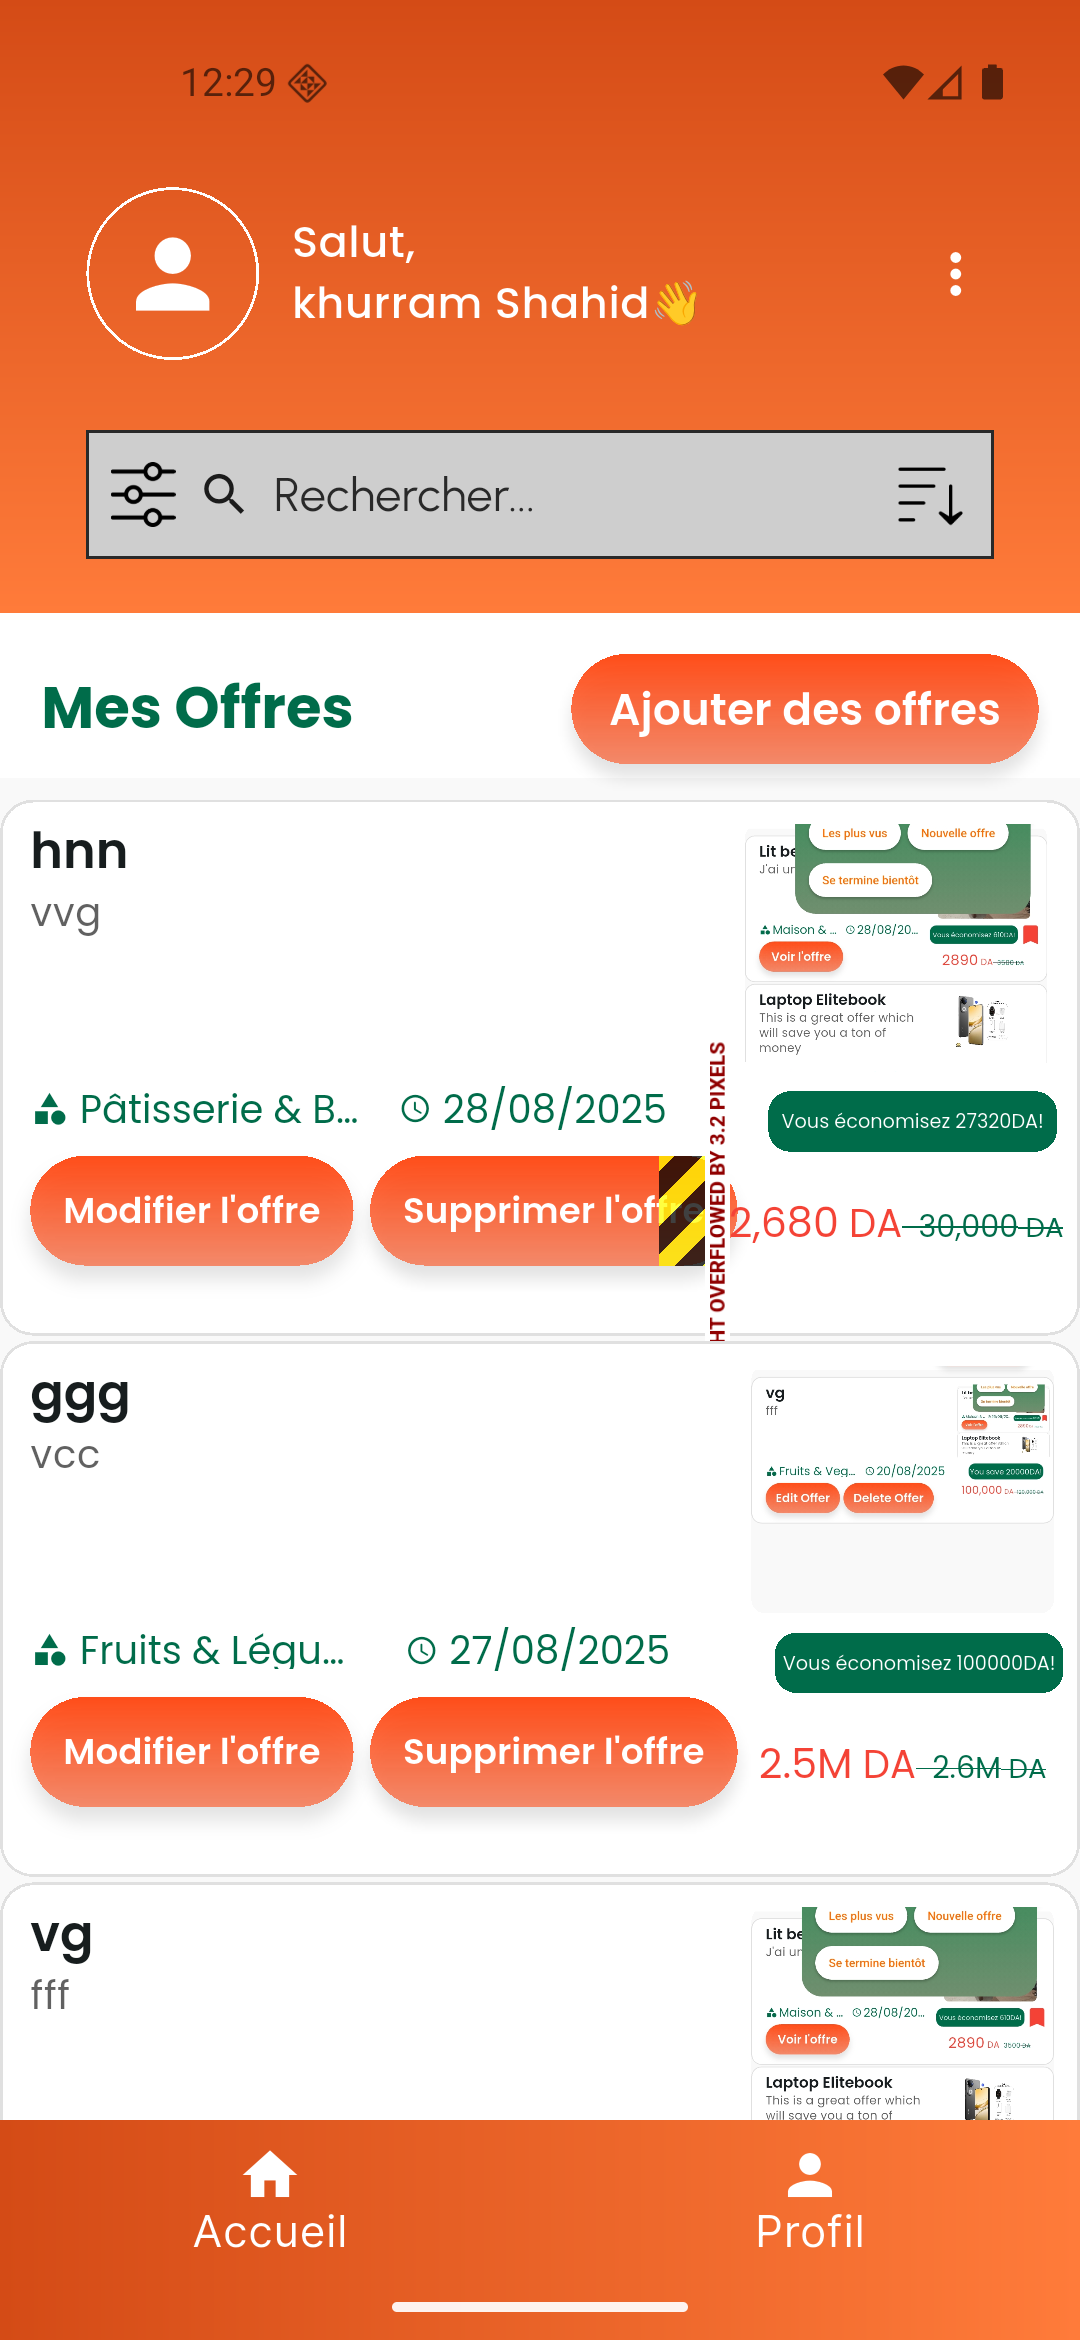 12:29
Salut,
khurram Shahid👋
Rechercher...
Mes Offres
Ajouter des offres
hnn
vvg
Les plus vus
Nouvelle offre
Lit be
J'ai un
Se termine bientôt
Maison & ...
28/08/20...
Vous économisez 610DA!
Voir l'offre
2890 DA 3500 DA
Laptop Elitebook
This is a great offer which
will save you a ton of
money
HT OVERFLOWED BY 3.2 PIXELS
Pâtisserie & B...
28/08/2025
Vous économisez 27320DA!
Modifier l'offre
Supprimer l'offre
2,680 DA 30,000 DA
ggg
vcc
vg
fff
Fruits & Veg...
20/08/2025
You save 20000DA!
Edit Offer
Delete Offer
100,000 DA 120,000 DA
Fruits & Légu...
27/08/2025
Vous économisez 100000DA!
Modifier l'offre
Supprimer l'offre
2.5M DA 2.6M DA
vg
fff
Les plus vus
Nouvelle offre
Lit be
J'ai un
Se termine bientôt
Maison & ...
28/08/20...
Vous économisez 610DA!
Voir l'offre
2890 DA 3500 DA
Laptop Elitebook
This is a great offer which
will save you a ton of
Accueil
Profil